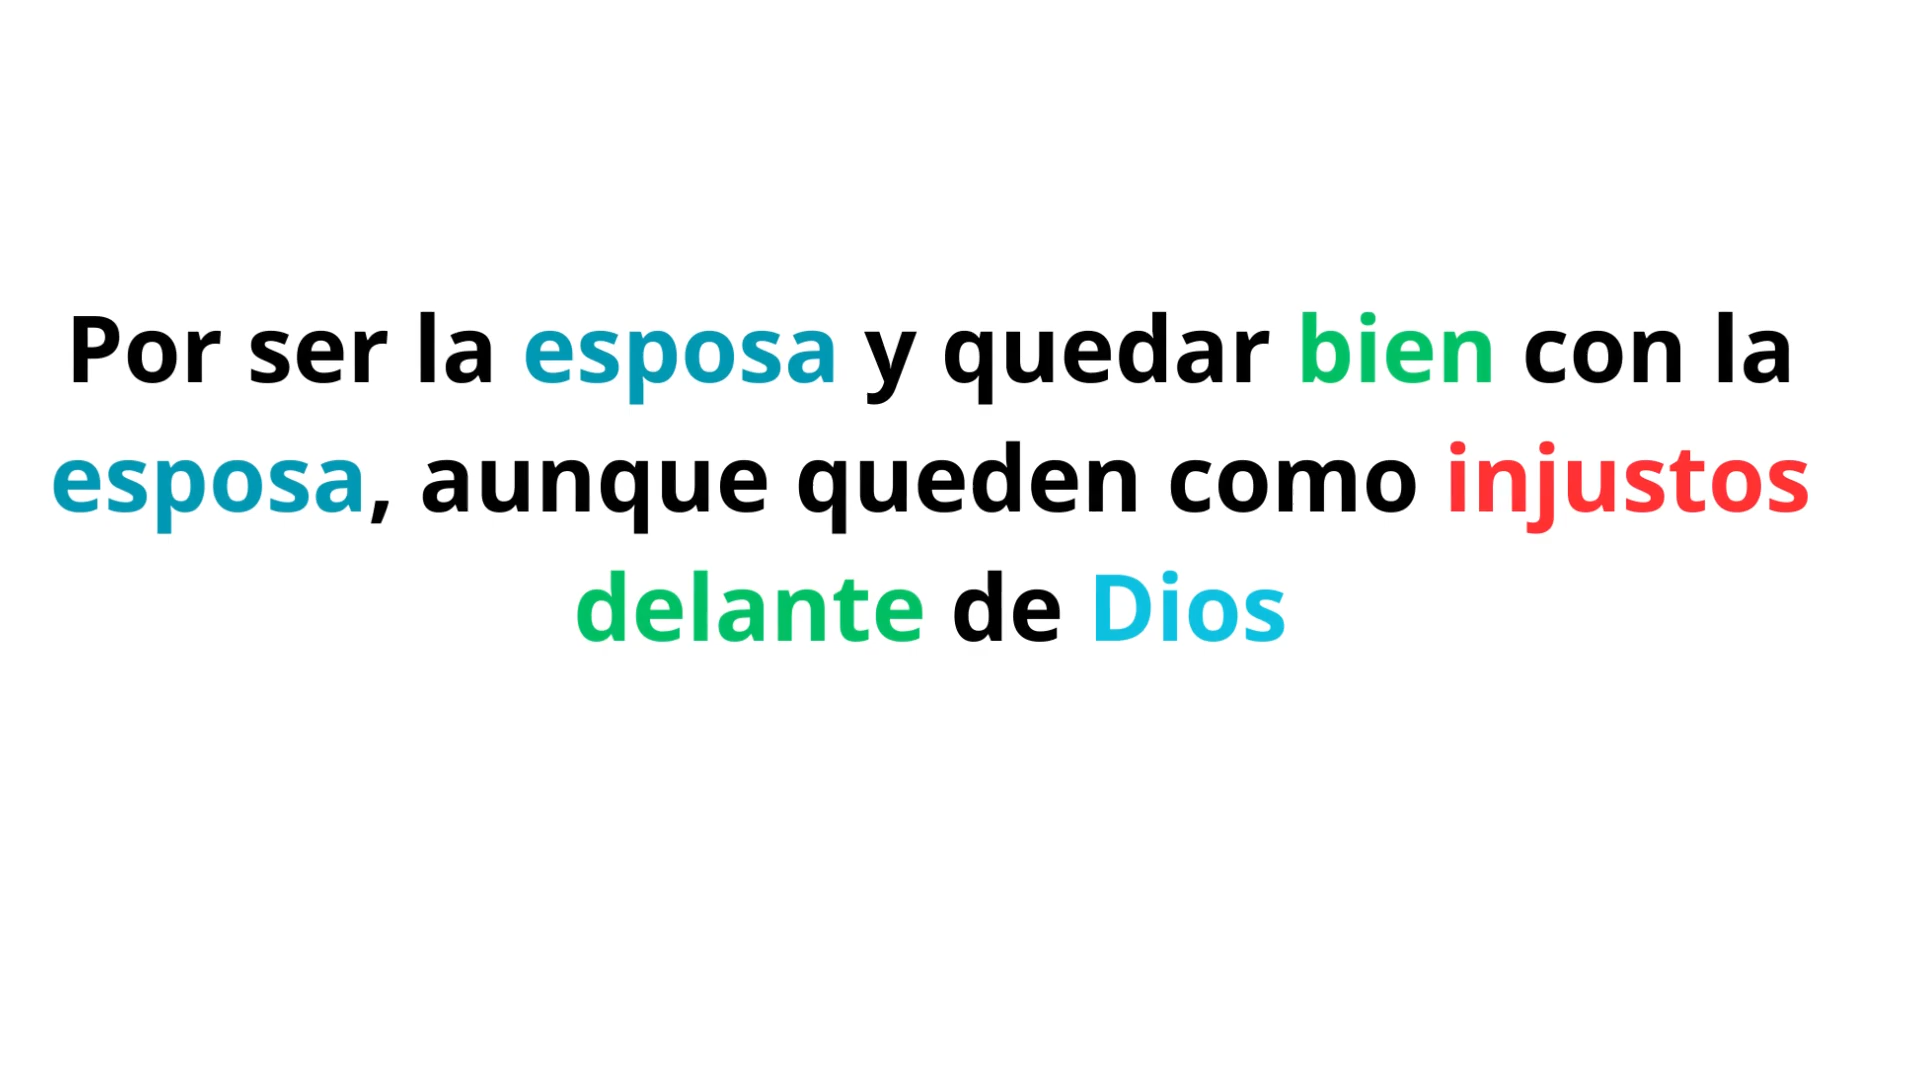 Por ser la esposa y quedar bien con la
esposa, aunque queden como injustos
delante de Dios